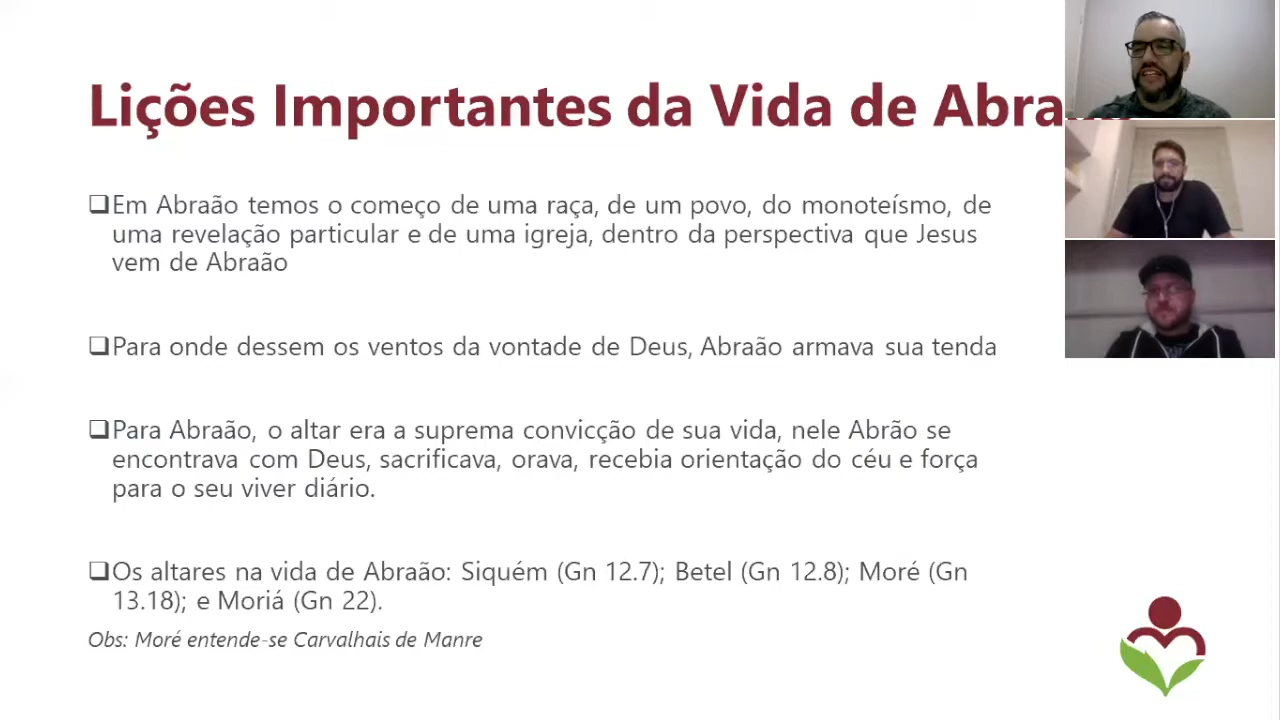 Lições Importantes da Vida de Abra
❑Em Abraão temos o começo de uma raça, de um povo, do monoteísmo, de
uma revelação particular e de uma igreja, dentro da perspectiva que Jesus
vem de Abraão
❑Para onde dessem os ventos da vontade de Deus, Abraão armava sua tenda
❑Para Abraão, o altar era a suprema convicção de sua vida, nele Abrão se
encontrava com Deus, sacrificava, orava, recebia orientação do céu e força
para o seu viver diário.
❑Os altares na vida de Abraão: Siquém (Gn 12.7); Betel (Gn 12.8); Moré (Gn
13.18); e Moriá (Gn 22).
Obs: Moré entende-se Carvalhais de Manre